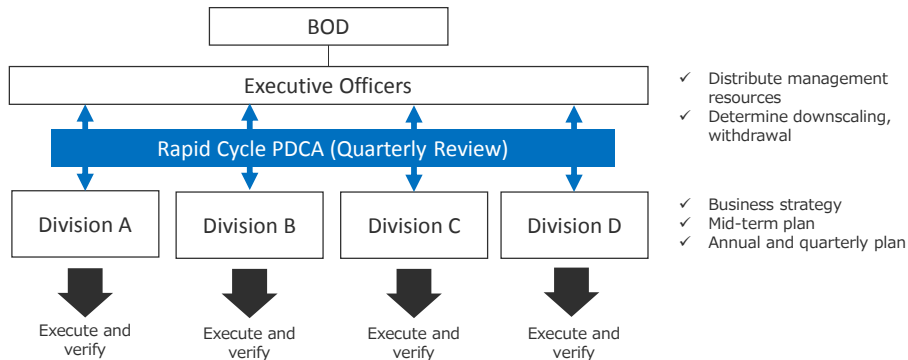 BOD
Executive Officers
✓ Distribute management
resources
✓ Determine downscaling,
withdrawal
Rapid Cycle PDCA (Quarterly Review)
Division A
Division B
Division C
Division D
✓ Business strategy
✓ Mid-term plan
✓ Annual and quarterly plan
Execute and
verify
Execute and
verify
Execute and
verify
Execute and
verify